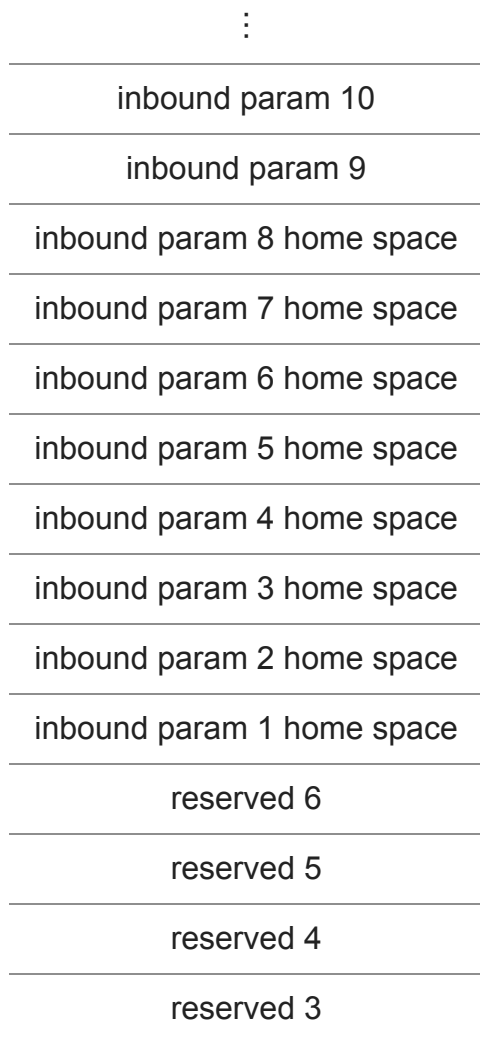 ⋮
inbound param 10
inbound param 9
inbound param 8 home space
inbound param 7 home space
inbound param 6 home space
inbound param 5 home space
inbound param 4 home space
inbound param 3 home space
inbound param 2 home space
inbound param 1 home space
reserved 6
reserved 5
reserved 4
reserved 3